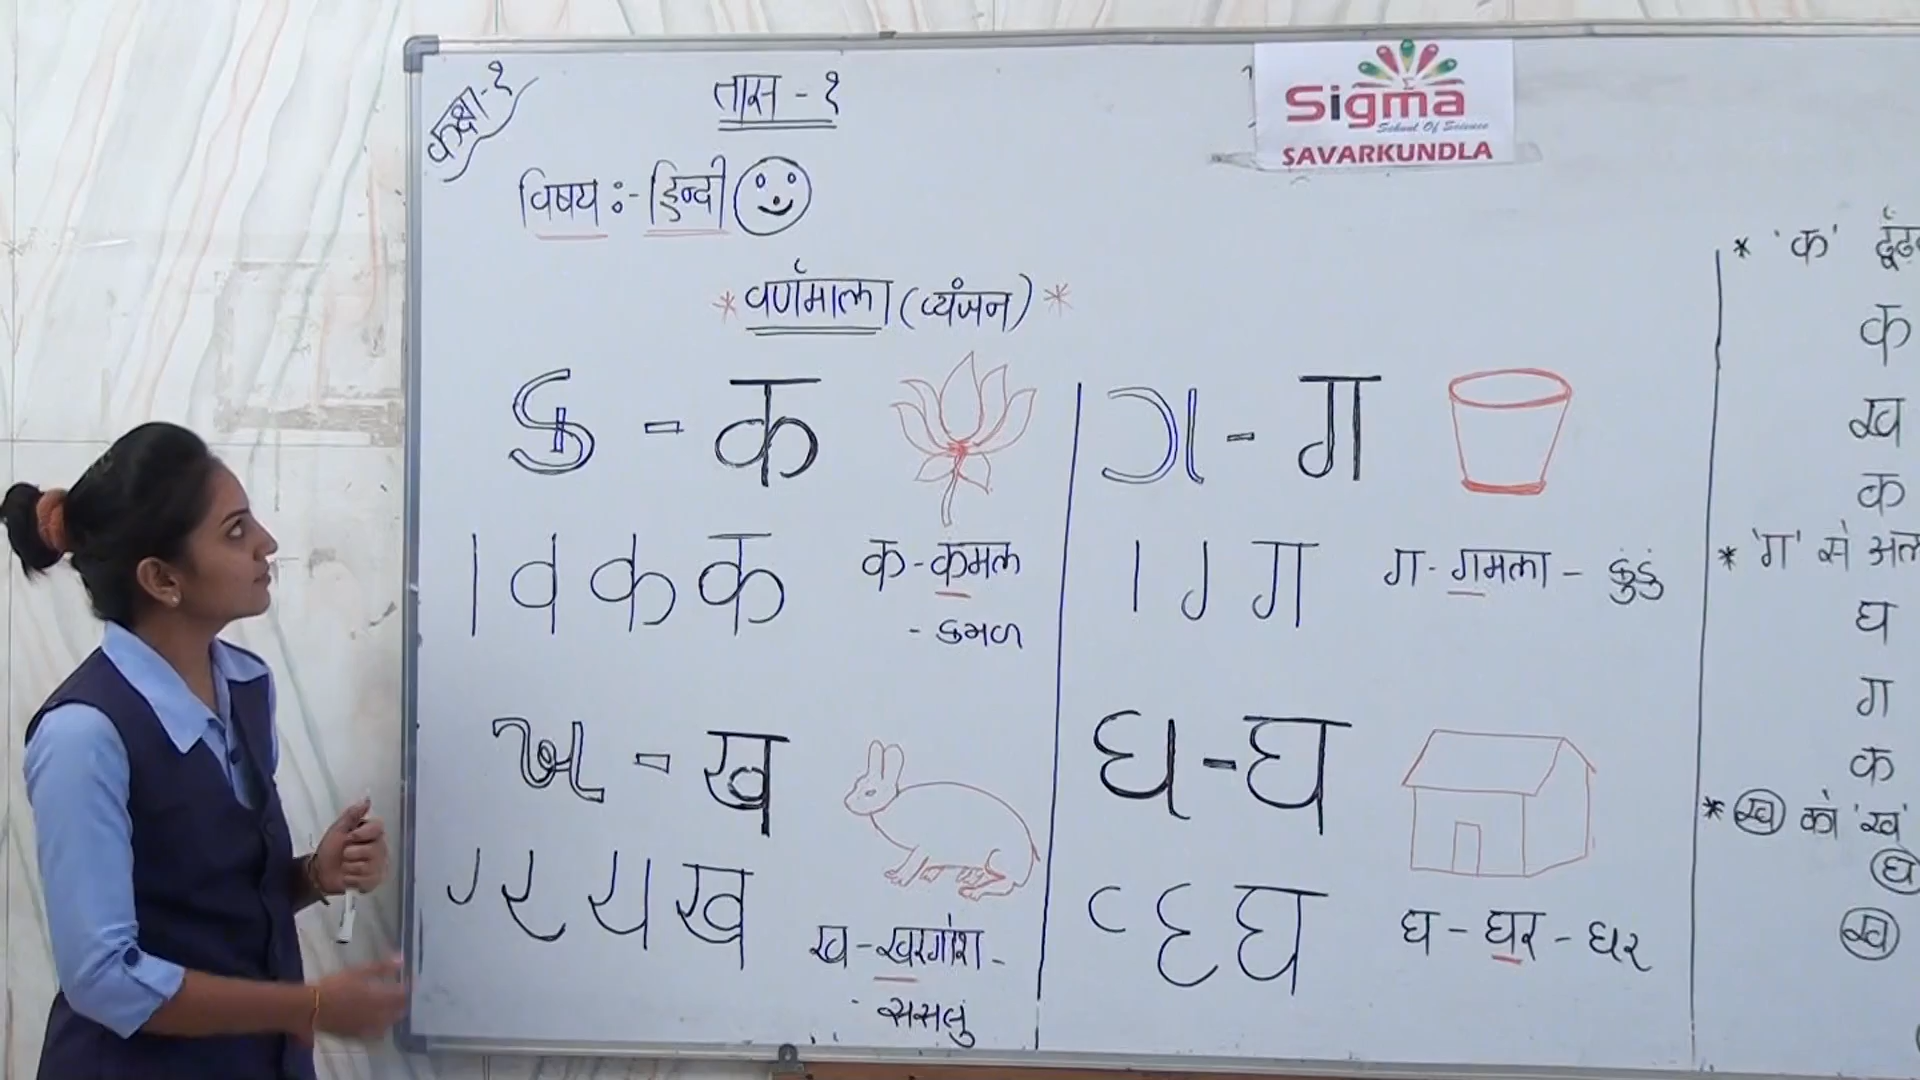 कक्षा-१
तास - १
Sigma
School Of Science
SAVARKUNDLA
विषय :- हिन्दी
* वर्णमाला (व्यंजन) *
ક - क
। व क क
क - कमल
- કમળ
ખ - ख
ख - खरगोश -
સસલું
ગ - ग
ग - गमला - કુંડું
ઘ - घ
घ - घर - ઘર
* 'क' ढूंढ
क
ख
क
* 'ग' से अल
घ
ग
क
* ख को 'ख'
घ
ख